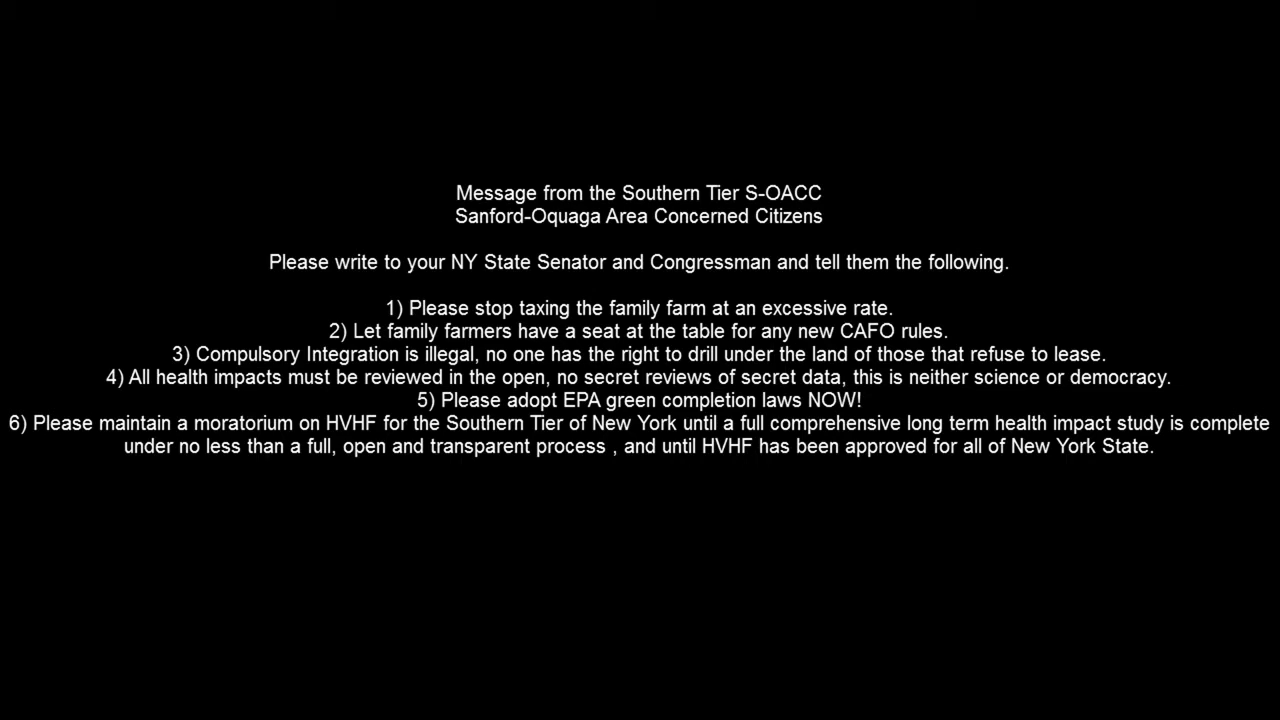 Message from the Southern Tier S-OACC
Sanford-Oquaga Area Concerned Citizens
Please write to your NY State Senator and Congressman and tell them the following.
1) Please stop taxing the family farm at an excessive rate.
2) Let family farmers have a seat at the table for any new CAFO rules.
3) Compulsory Integration is illegal, no one has the right to drill under the land of those that refuse to lease.
4) All health impacts must be reviewed in the open, no secret reviews of secret data, this is neither science or democracy.
5) Please adopt EPA green completion laws NOW!
6) Please maintain a moratorium on HVHF for the Southern Tier of New York until a full comprehensive long term health impact study is complete
under no less than a full, open and transparent process , and until HVHF has been approved for all of New York State.